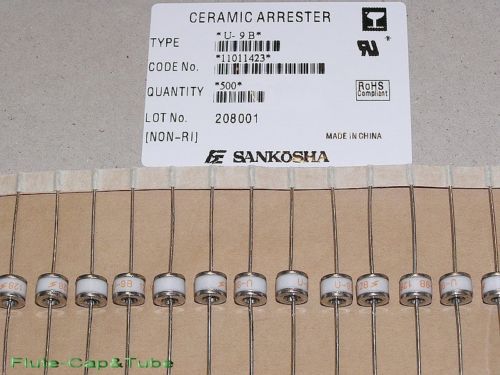 CERAMIC ARRESTER
TYPE *U-9B*
CODE No. *11011423*
QUANTITY *500*
RoHS
Compliant
LOT No. 208001
[NON-RI]
MADE IN CHINA
SANKOSHA
Flute-Cap&Tube